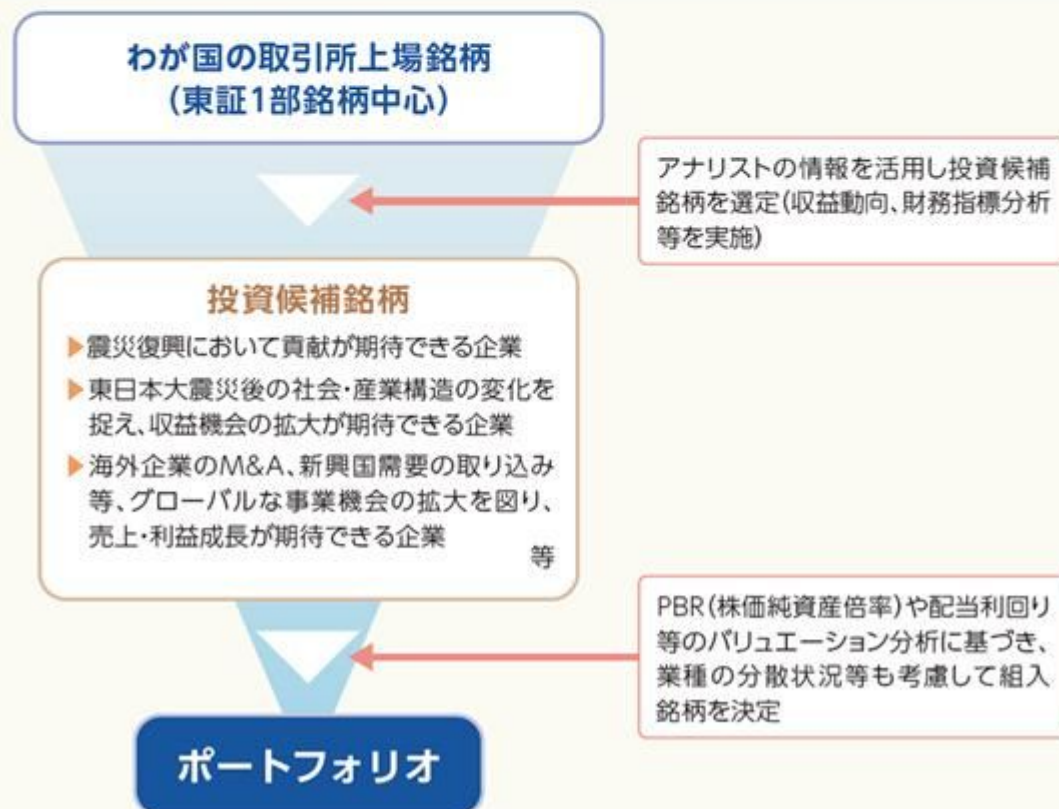 わが国の取引所上場銘柄
(東証1部銘柄中心)
アナリストの情報を活用し投資候補
銘柄を選定(収益動向、財務指標分析
等を実施)
投資候補銘柄
▶震災復興において貢献が期待できる企業
▶東日本大震災後の社会・産業構造の変化を
捉え、収益機会の拡大が期待できる企業
▶海外企業のM&A、新興国需要の取り込み
等、グローバルな事業機会の拡大を図り、
売上・利益成長が期待できる企業
等
PBR(株価純資産倍率)や配当利回り
等のバリュエーション分析に基づき、
業種の分散状況等も考慮して組入
銘柄を決定
ポートフォリオ